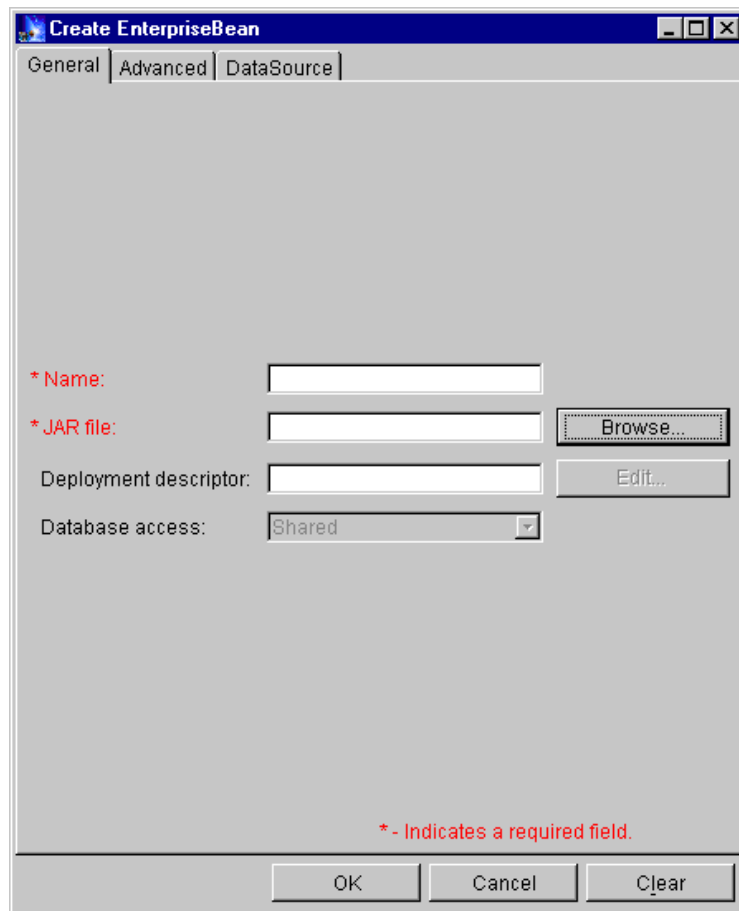 Create EnterpriseBean
General Advanced DataSource
* Name:
* JAR file: Browse...
Deployment descriptor: Edit...
Database access: Shared
* - Indicates a required field.
OK Cancel Clear